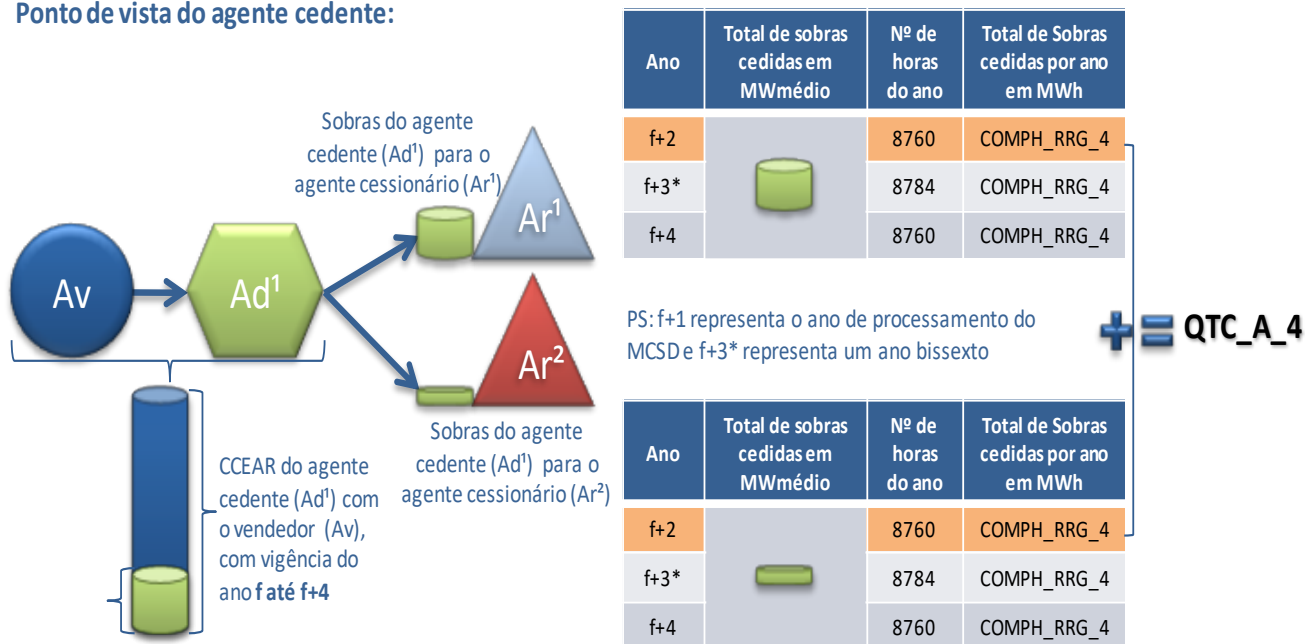 Ponto de vista do agente cedente:
Sobras do agente
cedente (Ad¹) para o
agente cessionário (Ar¹)
Ar¹
Av
Ad¹
Ar²
Sobras do agente
cedente (Ad¹) para o
agente cessionário (Ar²)
CCEAR do agente
cedente (Ad¹) com
o vendedor (Av),
com vigência do
ano f até f+4
Ano Total de sobras cedidas em MWmédio Nº de horas do ano Total de Sobras cedidas por ano em MWh
f+2 8760 COMPH_RRG_4
f+3* 8784 COMPH_RRG_4
f+4 8760 COMPH_RRG_4
PS: f+1 representa o ano de processamento do
MCSD e f+3* representa um ano bissexto
+ = QTC_A_4
Ano Total de sobras cedidas em MWmédio Nº de horas do ano Total de Sobras cedidas por ano em MWh
f+2 8760 COMPH_RRG_4
f+3* 8784 COMPH_RRG_4
f+4 8760 COMPH_RRG_4